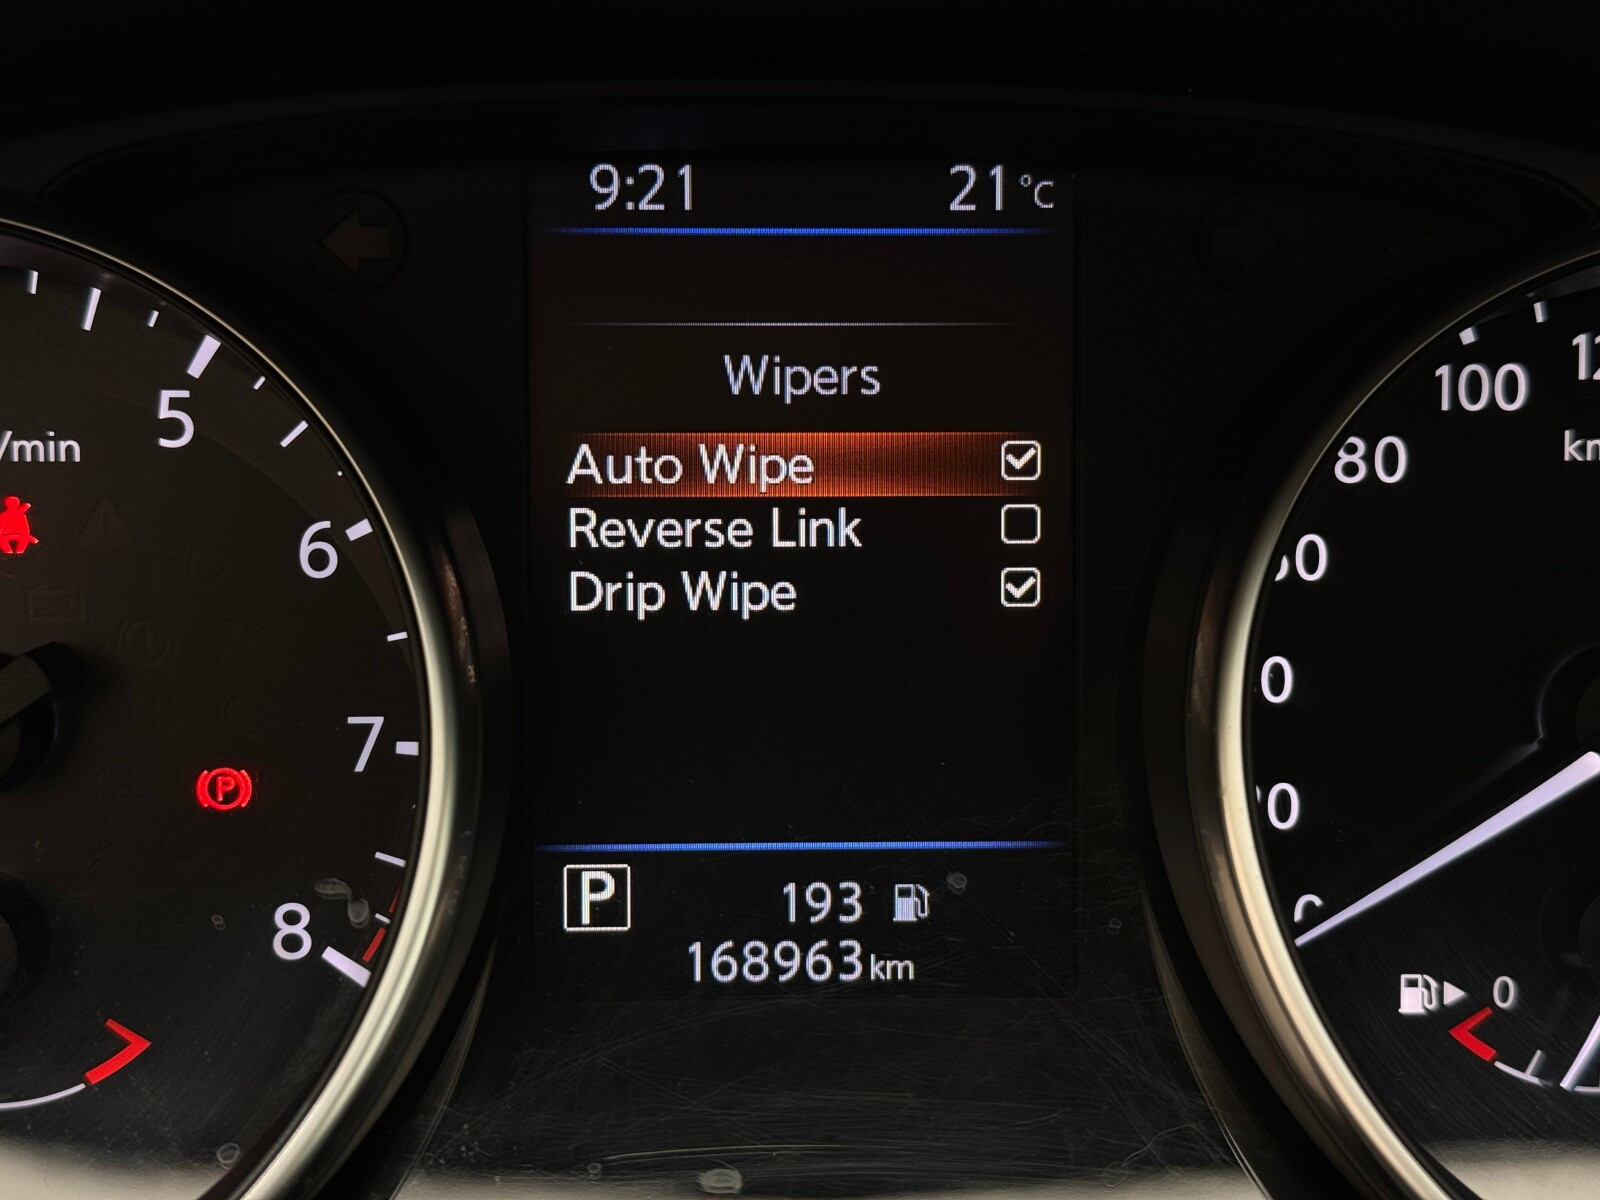 9:21 21°C
Wipers
Auto Wipe
Reverse Link
Drip Wipe
P 193
168963km
/min
5
6
7
8
P
100
80
0